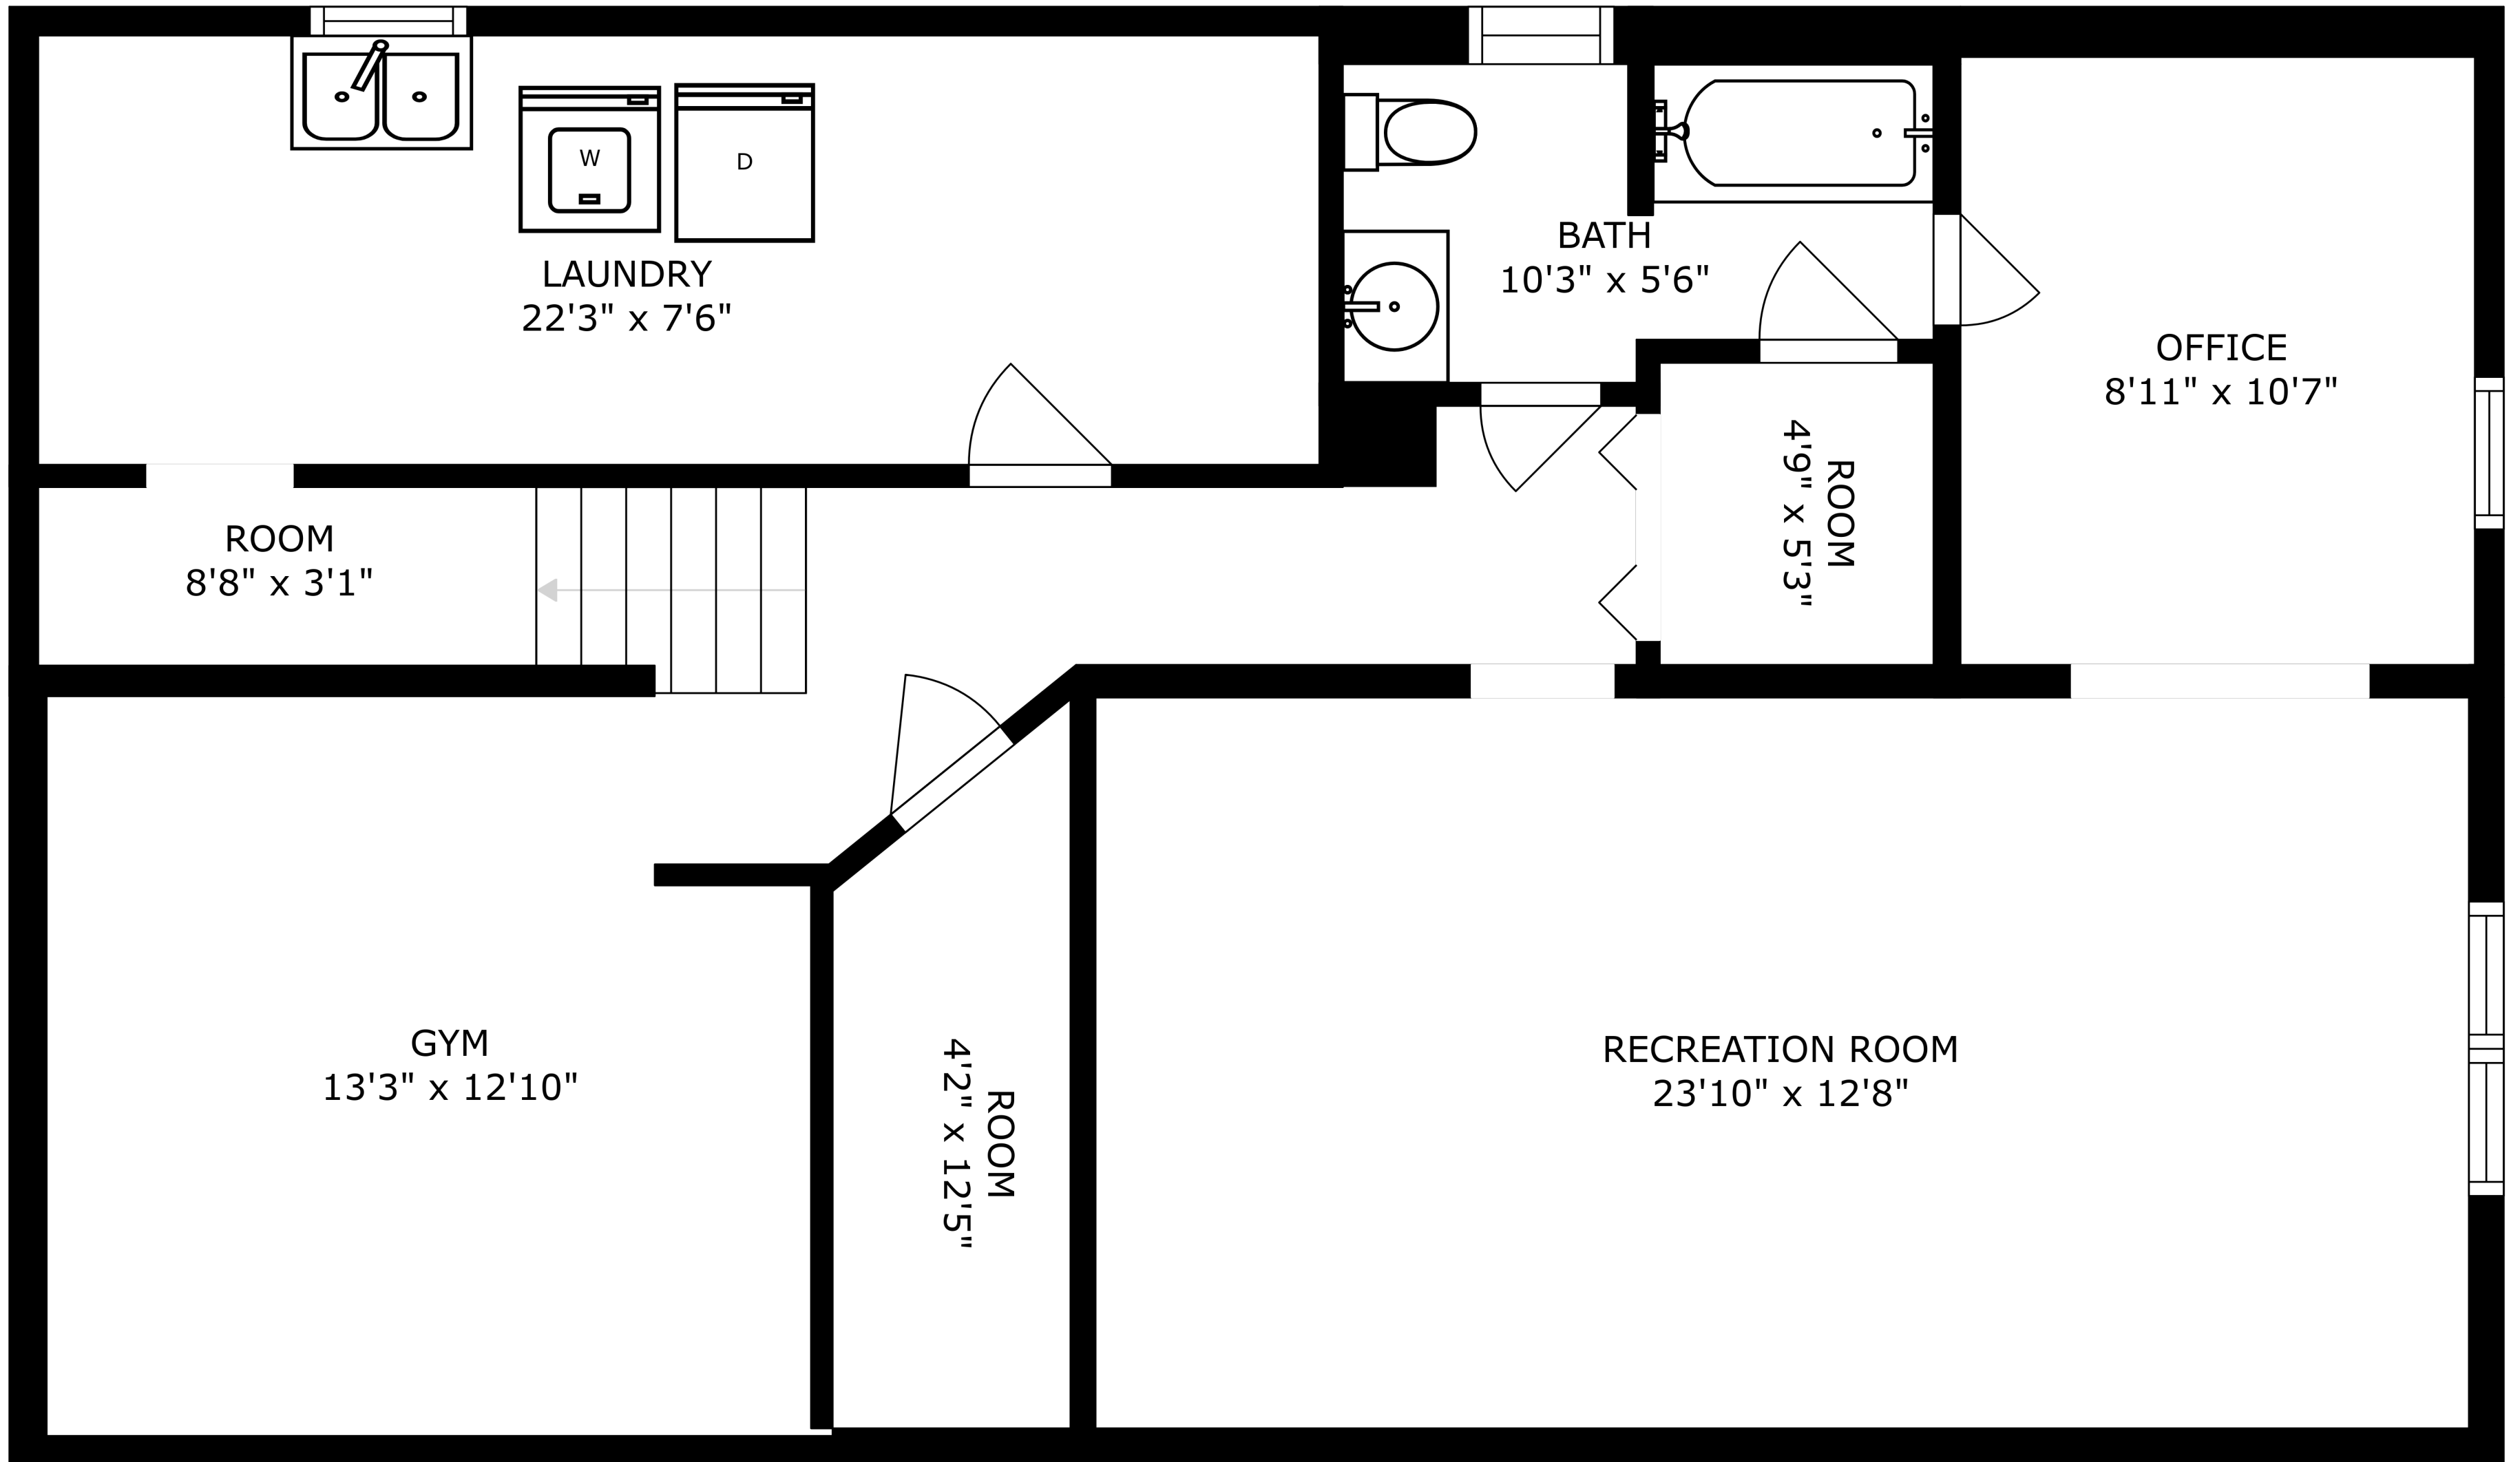 W
D
LAUNDRY
22'3" x 7'6"
BATH
10'3" x 5'6"
OFFICE
8'11" x 10'7"
ROOM
4'9" x 5'3"
ROOM
8'8" x 3'1"
GYM
13'3" x 12'10"
ROOM
4'2" x 12'5"
RECREATION ROOM
23'10" x 12'8"